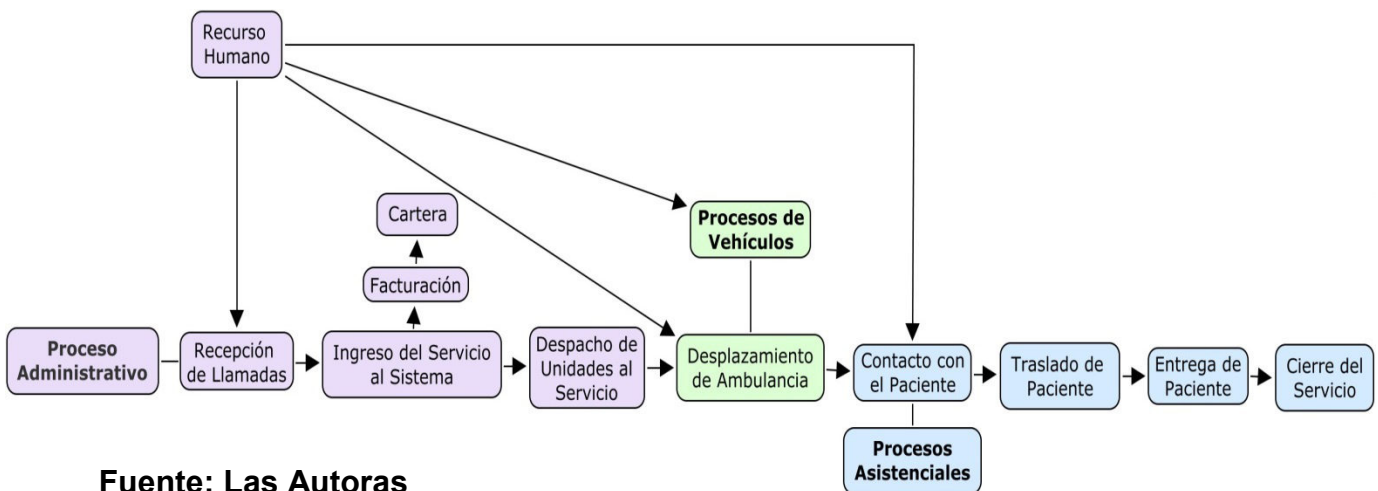 Recurso
Humano
Cartera
Facturación
Procesos de
Vehículos
Proceso
Administrativo
Recepción
de Llamadas
Ingreso del Servicio
al Sistema
Despacho de
Unidades al
Servicio
Desplazamiento
de Ambulancia
Contacto con
el Paciente
Traslado de
Paciente
Entrega de
Paciente
Cierre del
Servicio
Procesos
Asistenciales
Fuente: Las Autoras